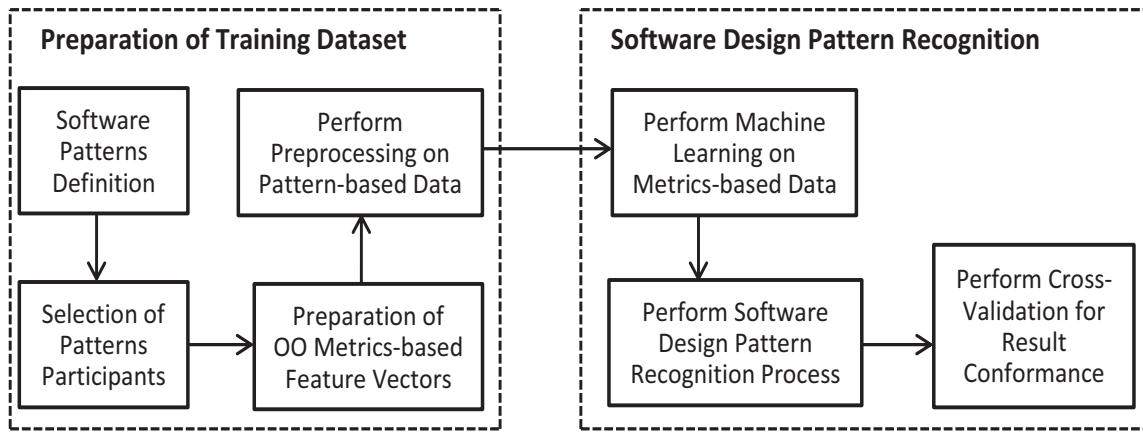 Preparation of Training Dataset
Software
Patterns
Definition
Selection of
Patterns
Participants
Preparation of
OO Metrics-based
Feature Vectors
Perform
Preprocessing on
Pattern-based Data
Software Design Pattern Recognition
Perform Machine
Learning on
Metrics-based Data
Perform Software
Design Pattern
Recognition Process
Perform Cross-
Validation for
Result
Conformance